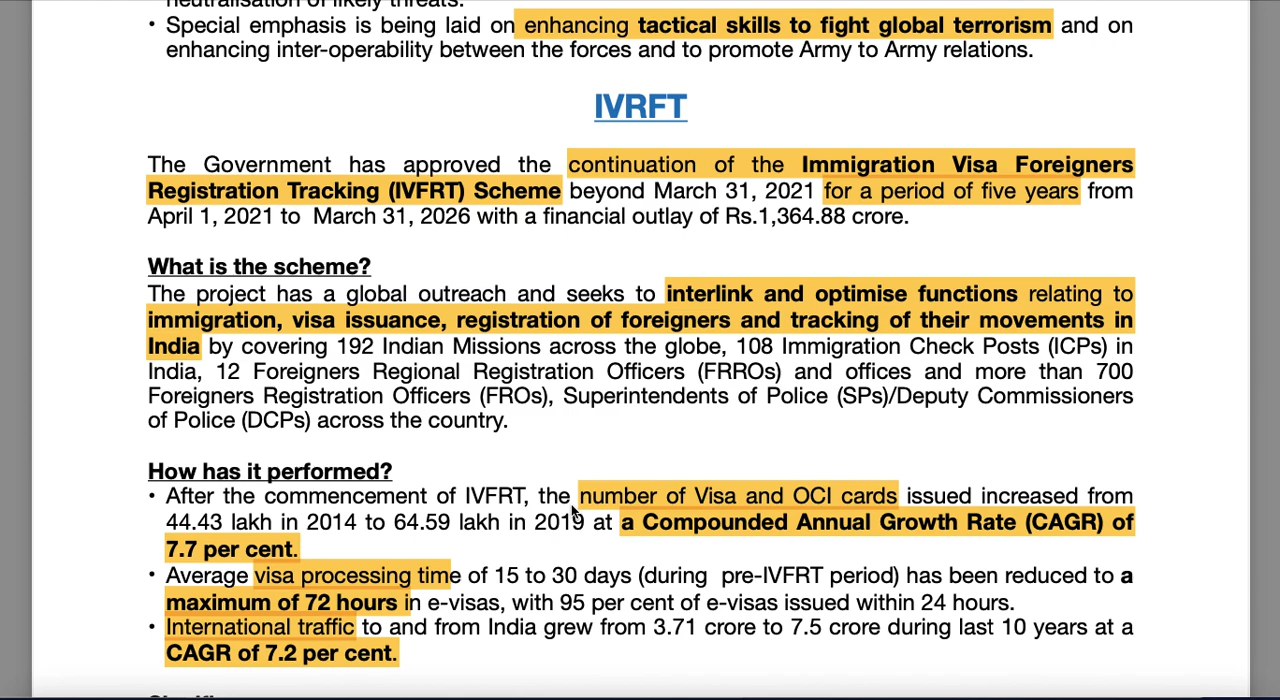 neutralisation of likely threats.
• Special emphasis is being laid on enhancing tactical skills to fight global terrorism and on
enhancing inter-operability between the forces and to promote Army to Army relations.
IVRFT
The Government has approved the continuation of the Immigration Visa Foreigners
Registration Tracking (IVFRT) Scheme beyond March 31, 2021 for a period of five years from
April 1, 2021 to March 31, 2026 with a financial outlay of Rs.1,364.88 crore.
What is the scheme?
The project has a global outreach and seeks to interlink and optimise functions relating to
immigration, visa issuance, registration of foreigners and tracking of their movements in
India by covering 192 Indian Missions across the globe, 108 Immigration Check Posts (ICPs) in
India, 12 Foreigners Regional Registration Officers (FRROs) and offices and more than 700
Foreigners Registration Officers (FROs), Superintendents of Police (SPs)/Deputy Commissioners
of Police (DCPs) across the country.
How has it performed?
• After the commencement of IVFRT, the number of Visa and OCI cards issued increased from
44.43 lakh in 2014 to 64.59 lakh in 2019 at a Compounded Annual Growth Rate (CAGR) of
7.7 per cent.
• Average visa processing time of 15 to 30 days (during pre-IVFRT period) has been reduced to a
maximum of 72 hours in e-visas, with 95 per cent of e-visas issued within 24 hours.
• International traffic to and from India grew from 3.71 crore to 7.5 crore during last 10 years at a
CAGR of 7.2 per cent.